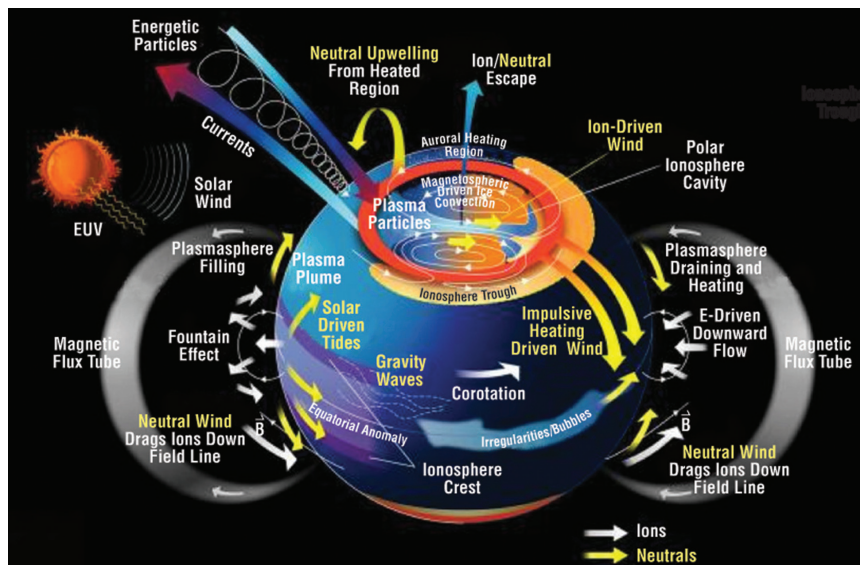 Energetic
Particles
Neutral Upwelling
From Heated
Region
Ion/Neutral
Escape
Ionosphe
Trough
Currents
Auroral Heating
Region
Ion-Driven
Wind
Polar
Ionosphere
Cavity
Solar
Wind
EUV
Magnetospheric
Driven Ice
Convection
Plasma
Particles
Plasmasphere
Filling
Plasma
Plume
Ionosphere Trough
Plasmasphere
Draining and
Heating
Solar
Driven
Tides
Impulsive
Heating
Driven Wind
E-Driven
Downward
Flow
Magnetic
Flux Tube
Fountain
Effect
Magnetic
Flux Tube
Gravity
Waves
Corotation
Neutral Wind
Drags Ions Down
Field Line
B
Equatorial Anomaly
Irregularities/Bubbles
B
Neutral Wind
Drags Ions Down
Field Line
Ionosphere
Crest
Ions
Neutrals